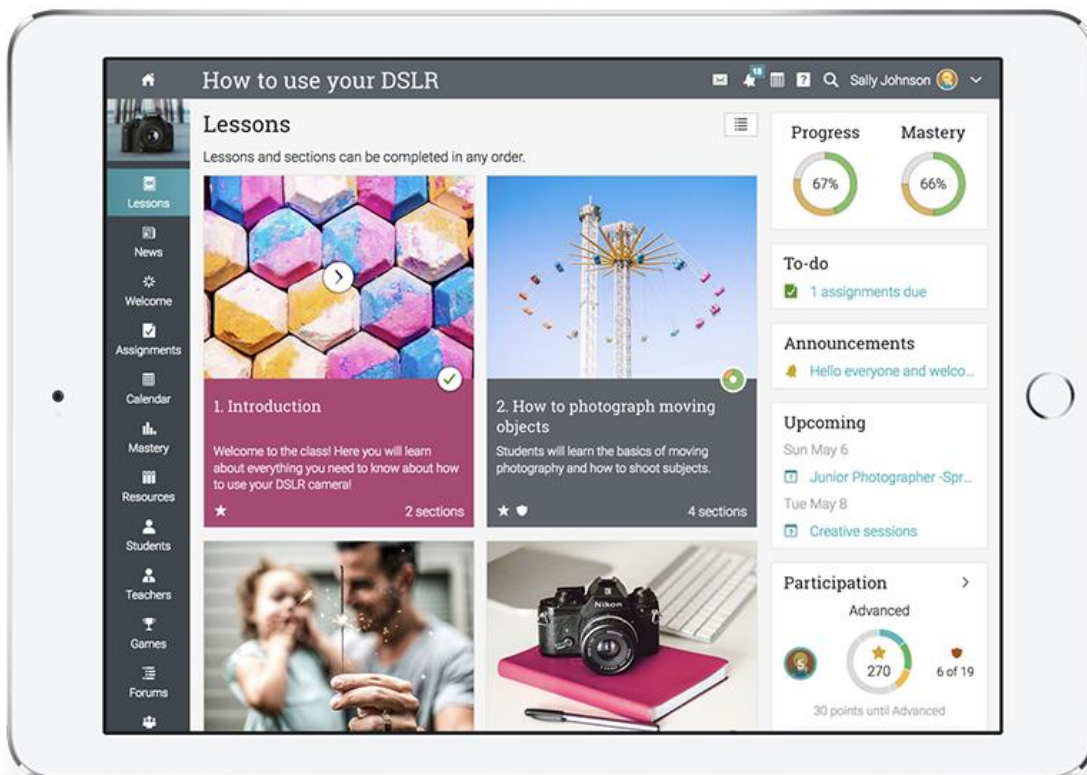 How to use your DSLR
18
?
Sally Johnson
Lessons
Lessons and sections can be completed in any order.
Lessons
News
Welcome
Assignments
Calendar
Mastery
Resources
Students
Teachers
Games
Forums
1. Introduction
Welcome to the class! Here you will learn
about everything you need to know about how
to use your DSLR camera!
2 sections
2. How to photograph moving
objects
Students will learn the basics of moving
photography and how to shoot subjects.
4 sections
Nikon
Progress
Mastery
67%
66%
To-do
1 assignments due
Announcements
Hello everyone and welco...
Upcoming
Sun May 6
Junior Photographer -Spr...
Tue May 8
Creative sessions
Participation
Advanced
5
270
6 of 19
30 points until Advanced